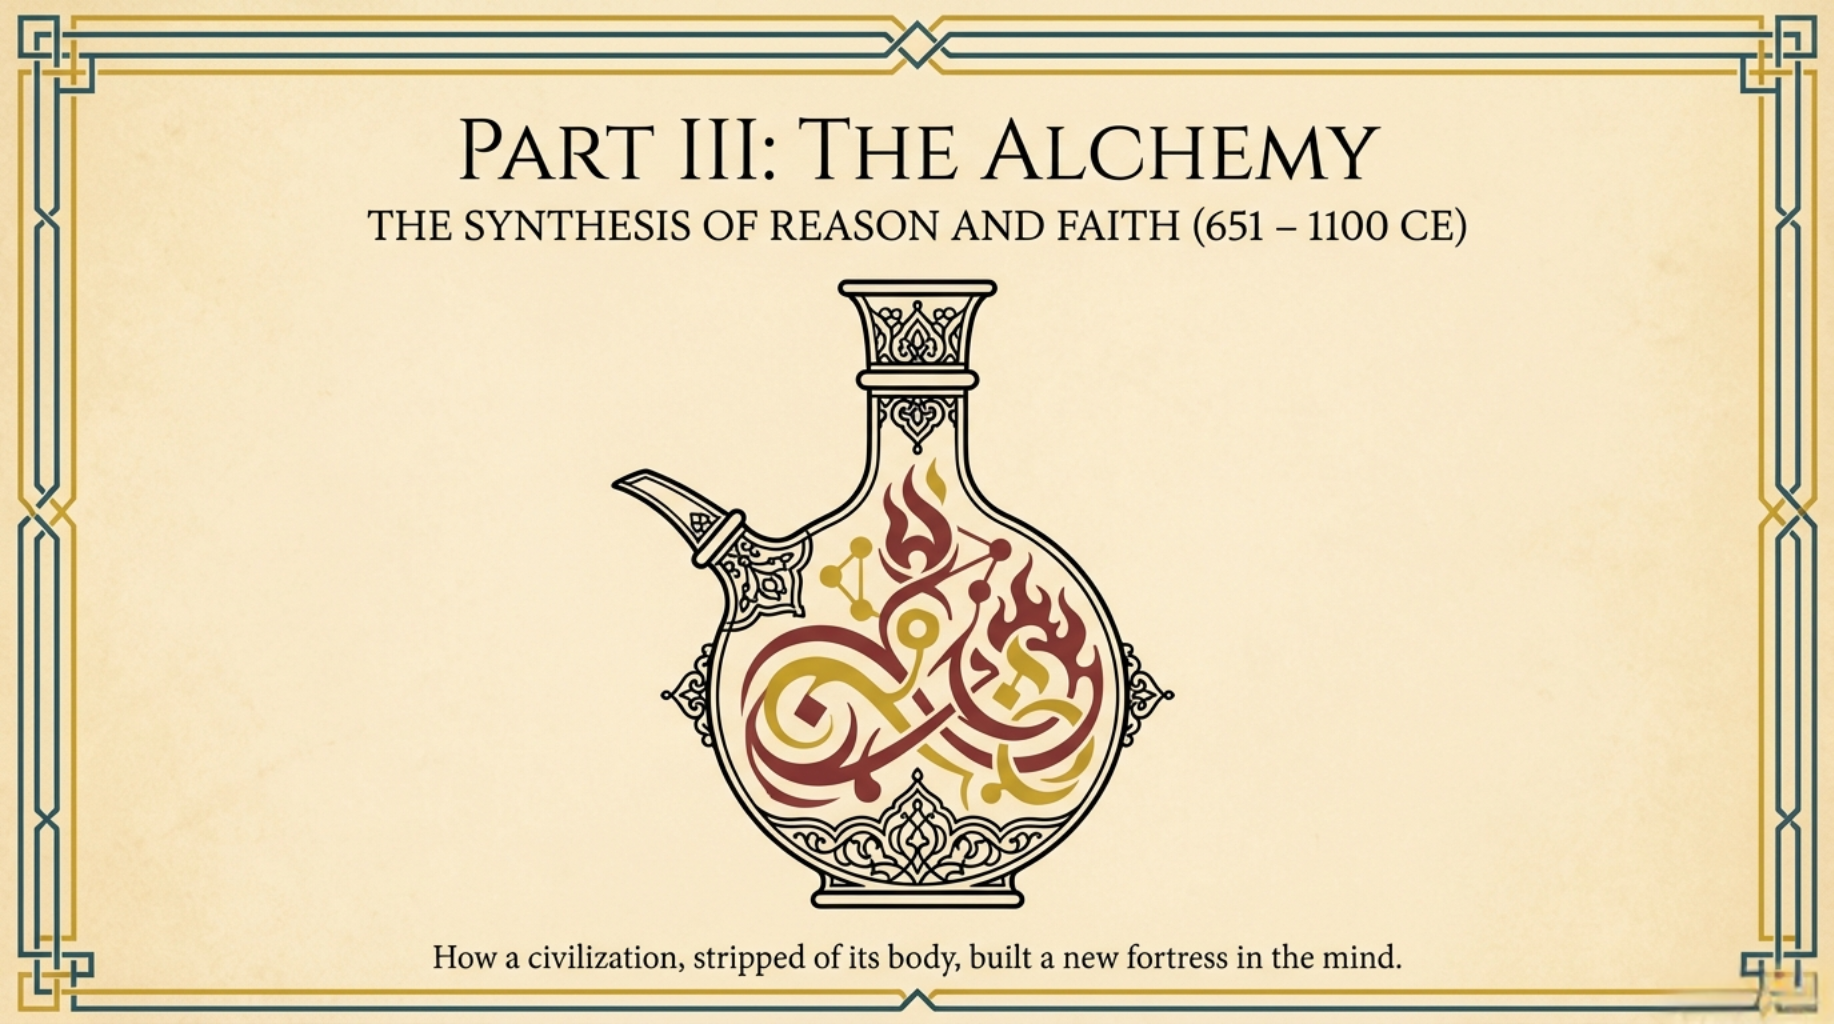 PART III: THE ALCHEMY
THE SYNTHESIS OF REASON AND FAITH (651 – 1100 CE)
How a civilization, stripped of its body, built a new fortress in the mind.